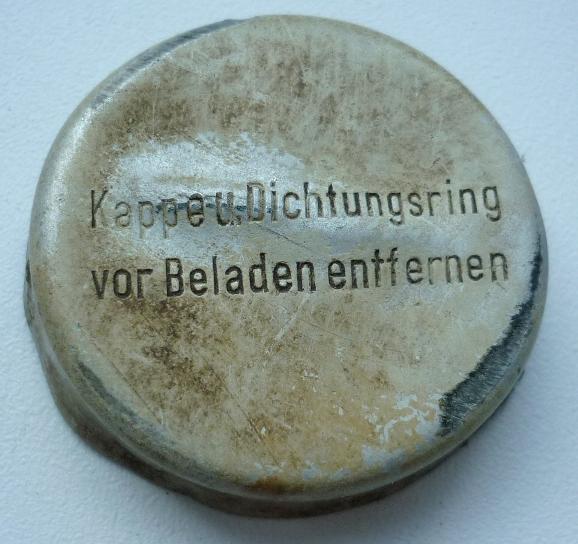 Kappe u. Dichtungsring
vor Beladen entfernen